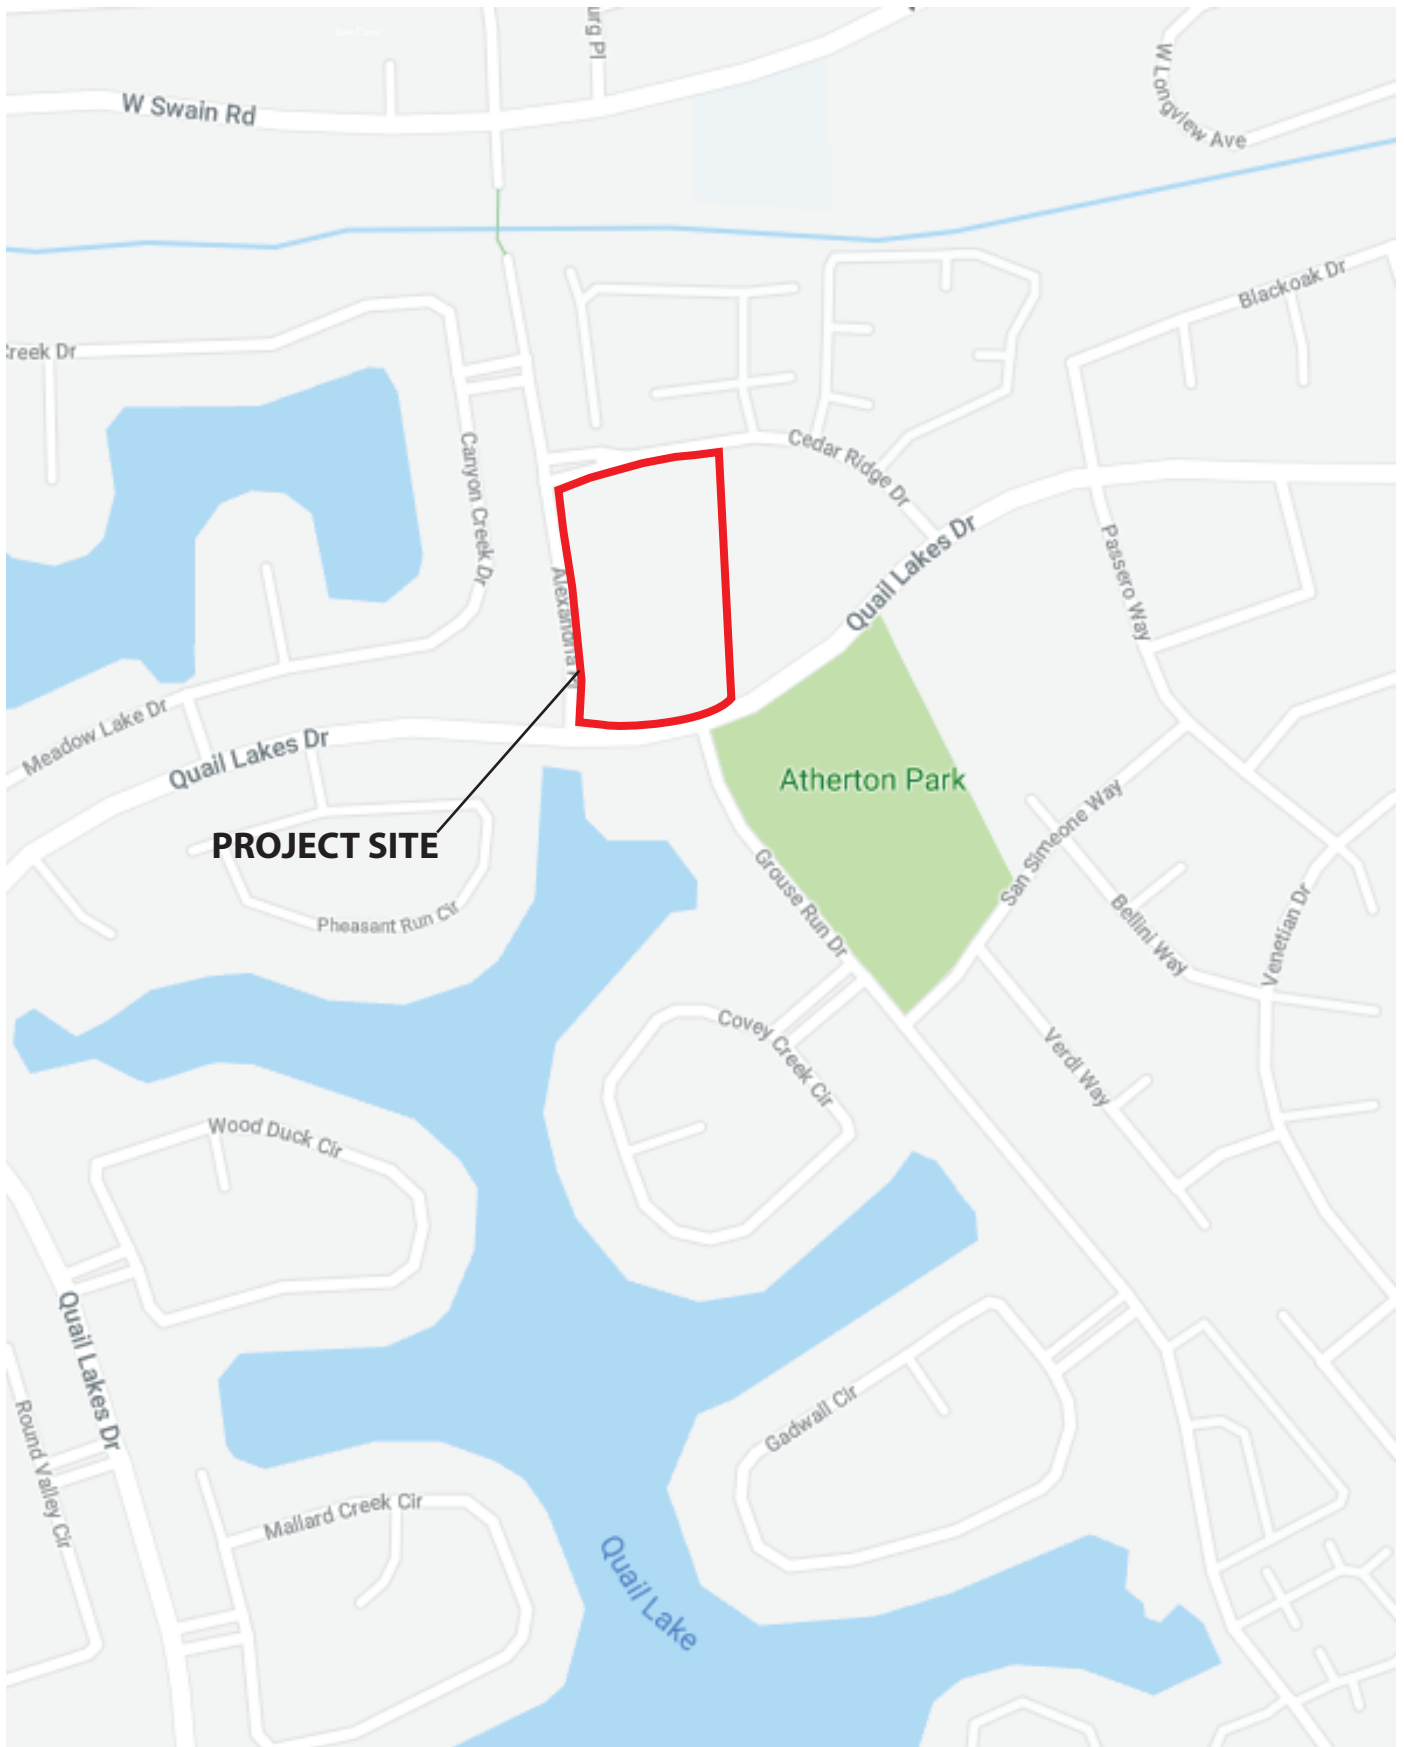 urg Pl
W Swain Rd
W Longview Ave
Blackoak Dr
Creek Dr
Cedar Ridge Dr
Canyon Creek Dr
Quail Lakes Dr
Passero Way
Meadow Lake Dr
Quail Lakes Dr
Atherton Park
PROJECT SITE
San Simeone Way
Grouse Run Dr
Bellini Way
Venetian Dr
Pheasant Run Cir
Covey Creek Cir
Verdi Way
Wood Duck Cir
Quail Lakes Dr
Gadwall Cir
Round Valley Cir
Mallard Creek Cir
Quail Lake